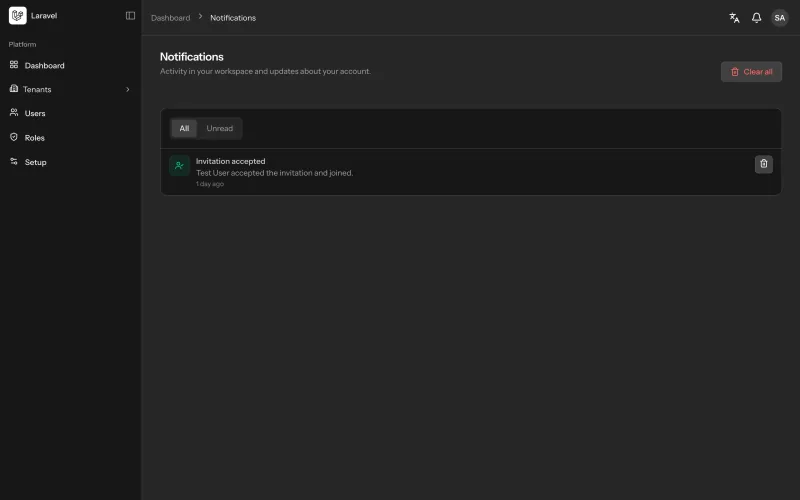 Laravel
Dashboard
Notifications
SA
Platform
Dashboard
Tenants
Users
Roles
Setup
Notifications
Activity in your workspace and updates about your account.
Clear all
All
Unread
Invitation accepted
Test User accepted the invitation and joined.
1 day ago